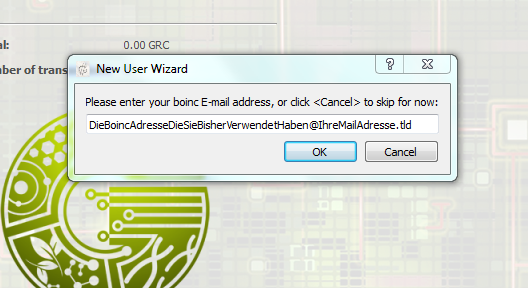 al:
0.00 GRC
mber of trans
New User Wizard
Please enter your boinc E-mail address, or click <Cancel> to skip for now:
DieBoincAdresseDieSieBisherVerwendetHaben@IhreMailAdresse.tld
OK
Cancel